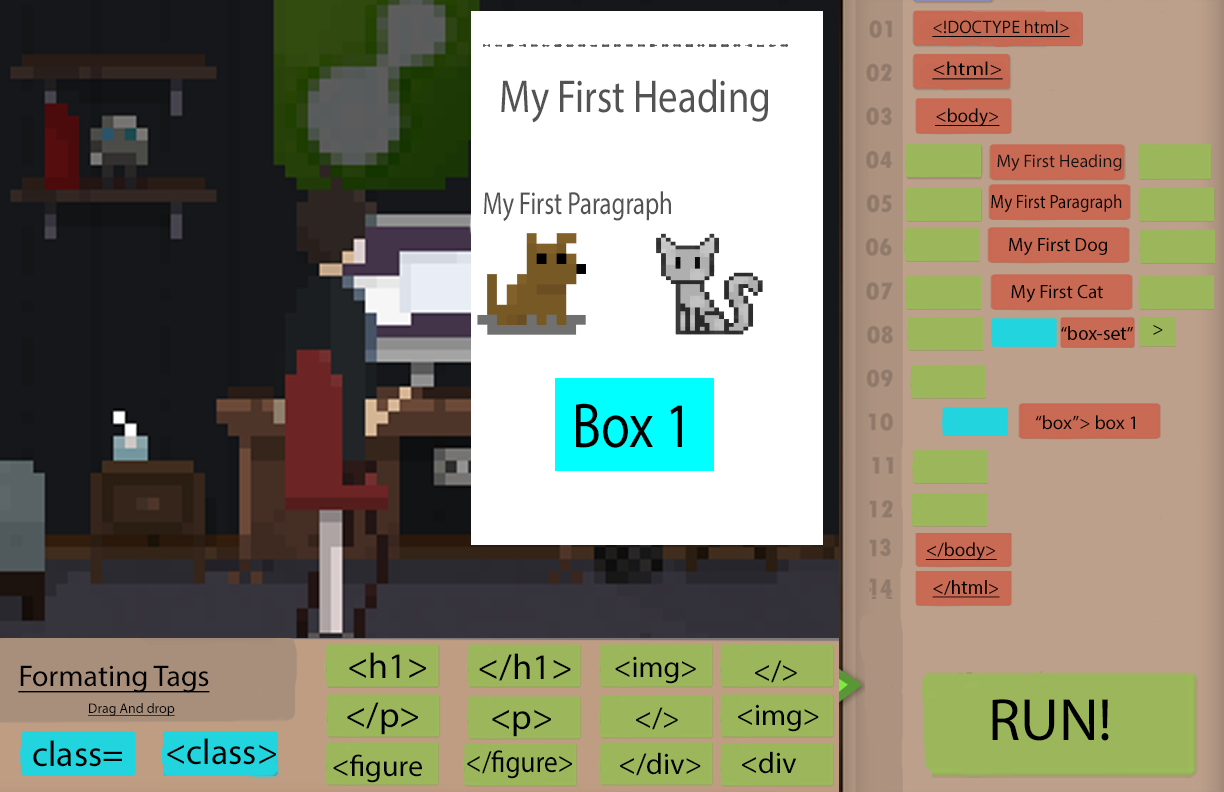 My First Heading
My First Paragraph
Box 1
01 <!DOCTYPE html>
02 <html>
03 <body>
04 My First Heading
05 My First Paragraph
06 My First Dog
07 My First Cat
08 “box-set” >
09
10 “box”> box 1
11
12
13 </body>
14 </html>
Formating Tags
Drag And drop
class= <class>
<h1> </h1> <img> </>
</p> <p> </> <img>
<figure </figure> </div> <div
RUN!